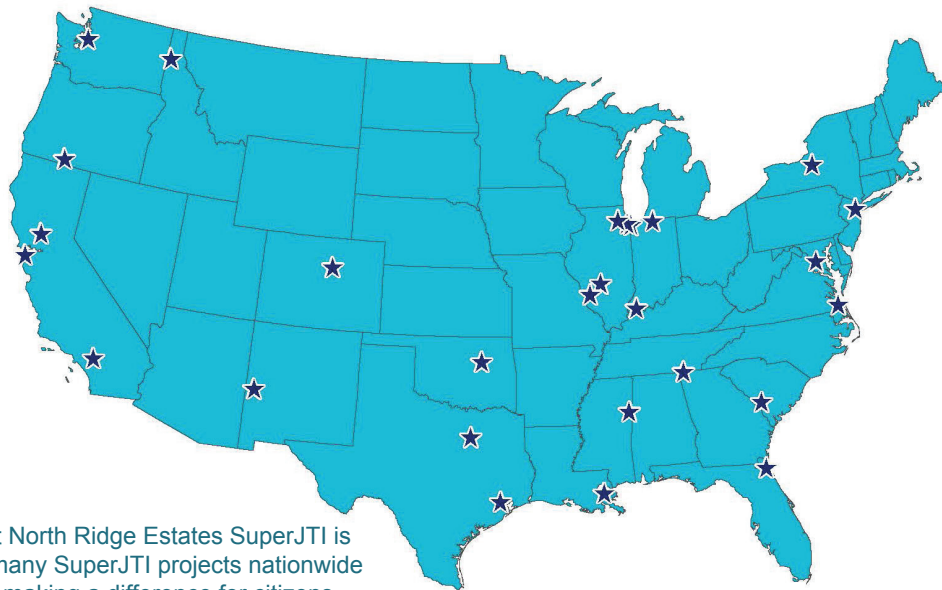 North Ridge Estates SuperJTI is
many SuperJTI projects nationwide
making a difference for citizens